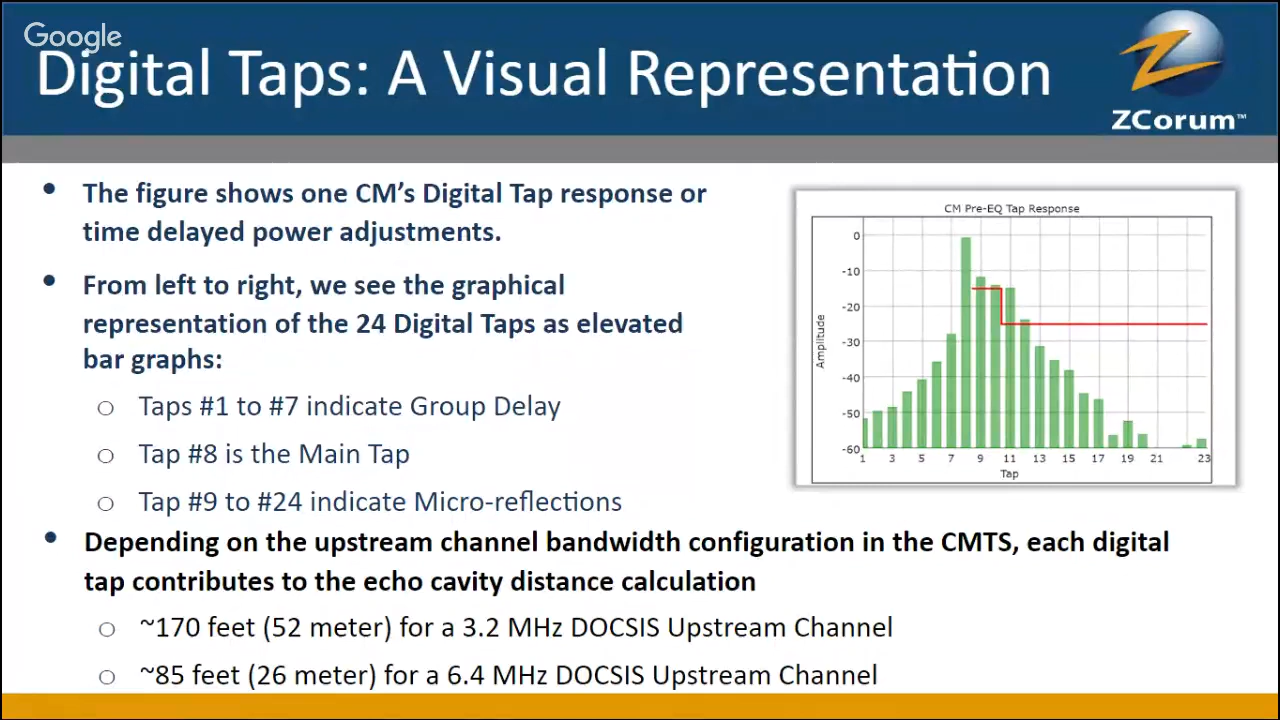 Google
Digital Taps: A Visual Representation
ZCorum™
• The figure shows one CM's Digital Tap response or
time delayed power adjustments.
• From left to right, we see the graphical
representation of the 24 Digital Taps as elevated
bar graphs:
○ Taps #1 to #7 indicate Group Delay
○ Tap #8 is the Main Tap
○ Tap #9 to #24 indicate Micro-reflections
• Depending on the upstream channel bandwidth configuration in the CMTS, each digital
tap contributes to the echo cavity distance calculation
○ ~170 feet (52 meter) for a 3.2 MHz DOCSIS Upstream Channel
○ ~85 feet (26 meter) for a 6.4 MHz DOCSIS Upstream Channel
CM Pre-EQ Tap Response
Amplitude
0
-10
-20
-30
-40
-50
-60
1 3 5 7 9 11 13 15 17 19 21 23
Tap